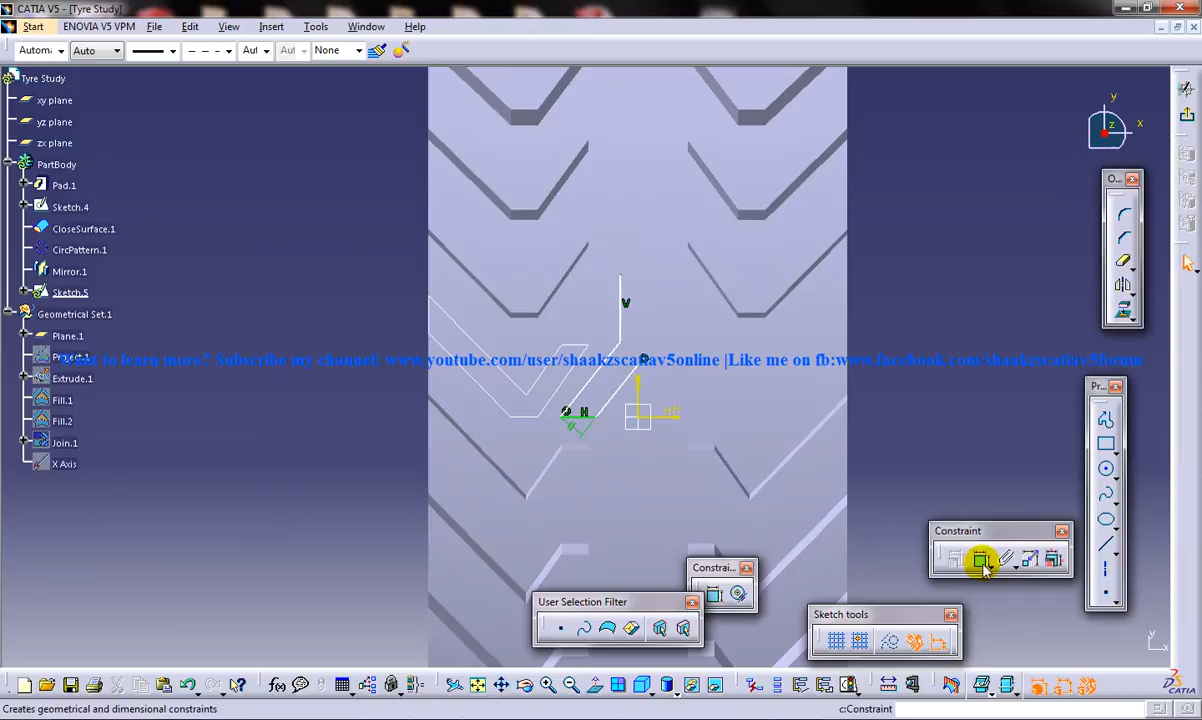 CATIA V5 - [Tyre Study]
Start ENOVIA V5 VPM File Edit View Insert Tools Window Help
Automa Auto Aut Aut None
Tyre Study
xy plane
yz plane
zx plane
PartBody
Pad.1
Sketch.4
CloseSurface.1
CircPattern.1
Mirror.1
Sketch.5
Geometrical Set.1
Plane.1
Want to learn more? Subscribe my channel: www.youtube.com/user/shaakzscatiav5online |Like me on fb:www.facebook.com/shaakzscatiav5forum
Extrude.1
Fill.1
Fill.2
Join.1
X Axis
y
z
x
O...
V
H
Pr...
Constraint
Constrai...
User Selection Filter
Sketch tools
y
x
CATIA
Creates geometrical and dimensional constraints
c:Constraint